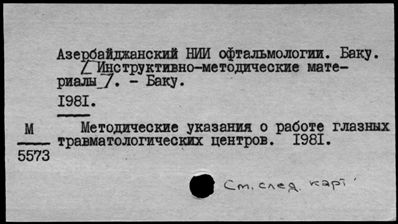 Азербайджанский НИИ офтальмологии. Баку.
/ Инструктивно-методические мате-
риалы /. - Баку.
1981.
М Методические указания о работе глазных
5573 травматологических центров. 1981.
См. след. карт